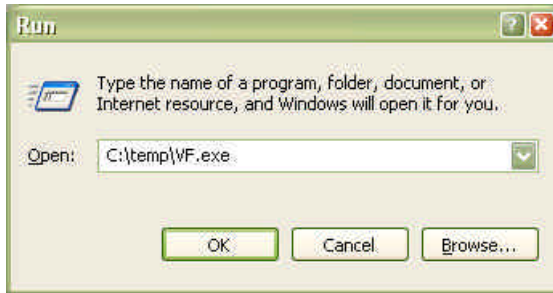 Run
Type the name of a program, folder, document, or
Internet resource, and Windows will open it for you.
Open: C:\temp\VF.exe
OK Cancel Browse...